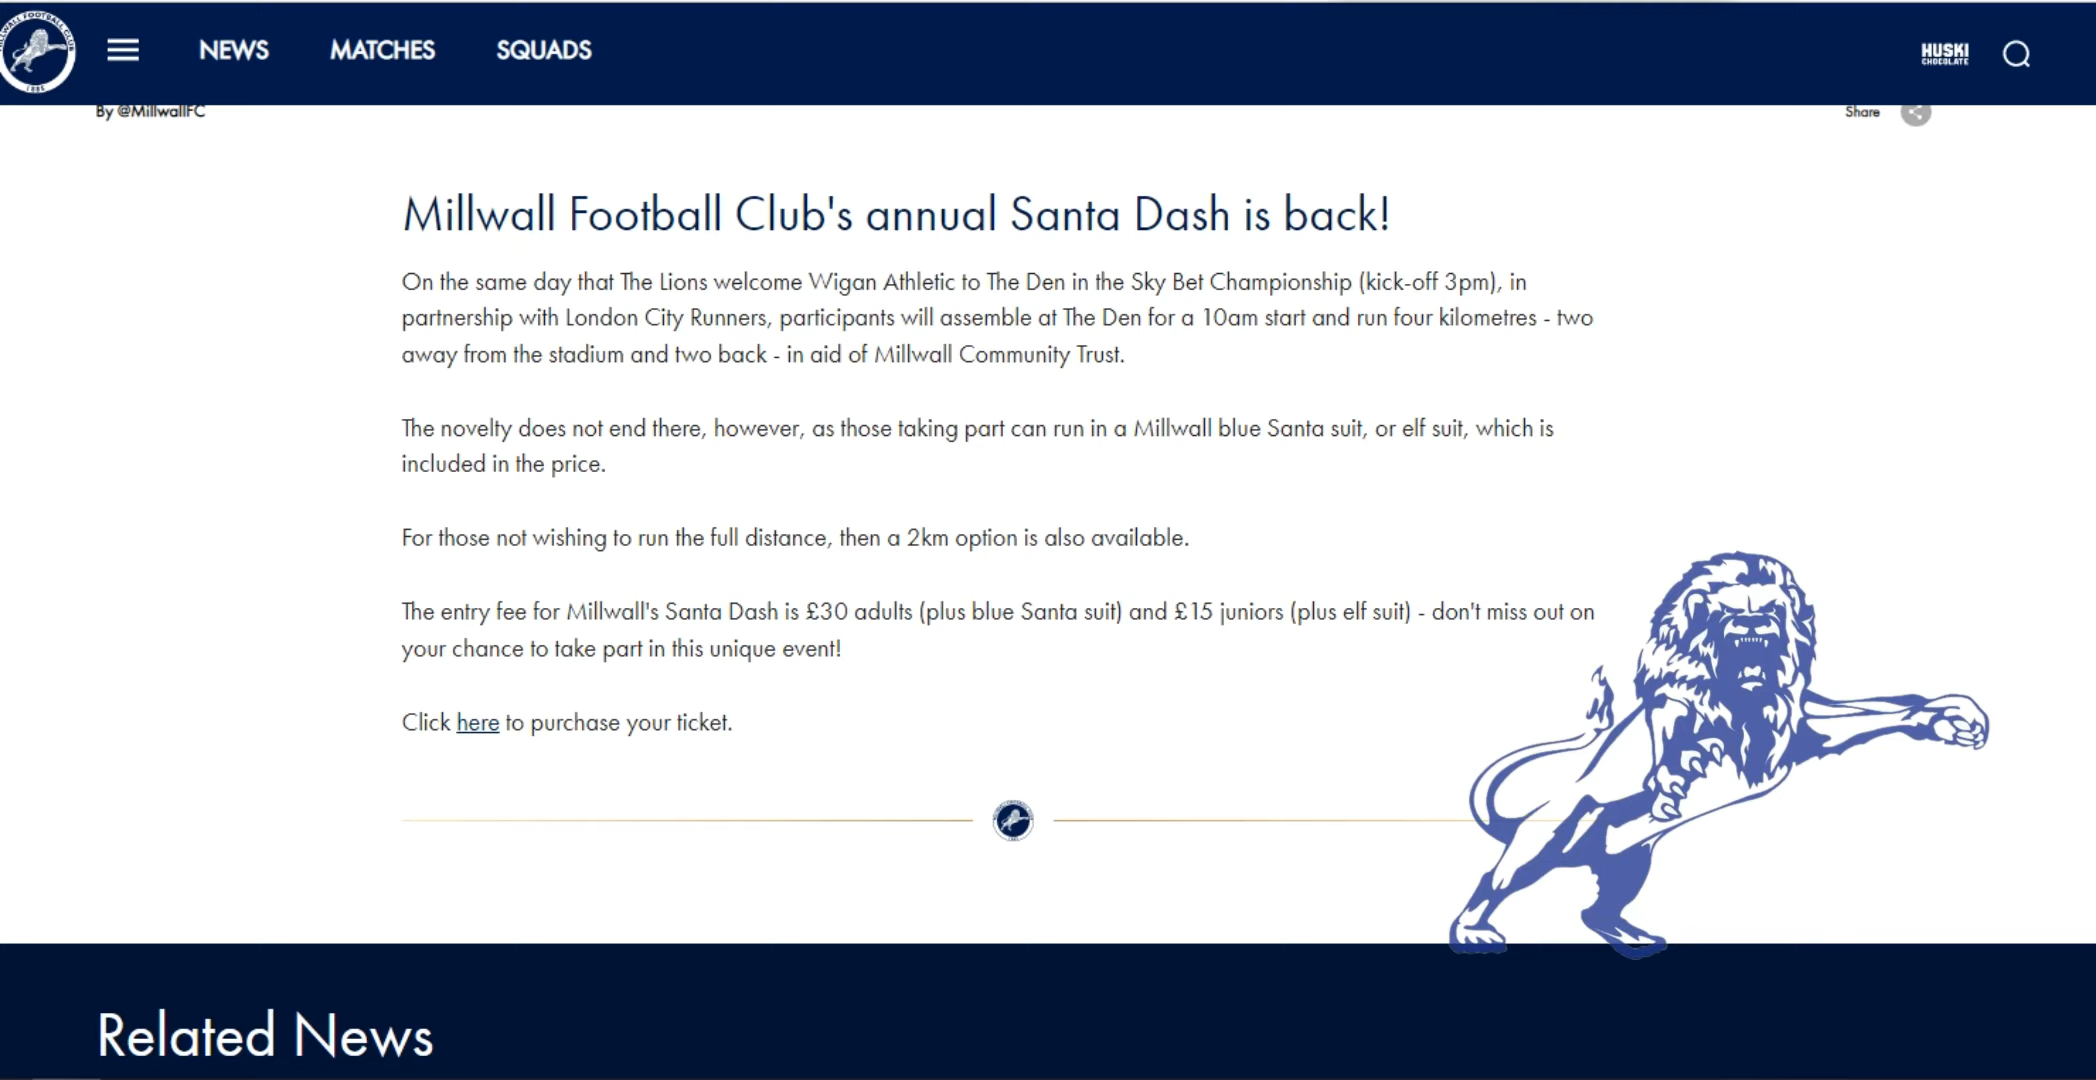 MILLWALL FOOTBALL CLUB
1885
NEWS
MATCHES
SQUADS
HUSKI
CHOCOLATE
By @MillwallFC
Share
Millwall Football Club's annual Santa Dash is back!
On the same day that The Lions welcome Wigan Athletic to The Den in the Sky Bet Championship (kick-off 3pm), in
partnership with London City Runners, participants will assemble at The Den for a 10am start and run four kilometres - two
away from the stadium and two back - in aid of Millwall Community Trust.
The novelty does not end there, however, as those taking part can run in a Millwall blue Santa suit, or elf suit, which is
included in the price.
For those not wishing to run the full distance, then a 2km option is also available.
The entry fee for Millwall's Santa Dash is £30 adults (plus blue Santa suit) and £15 juniors (plus elf suit) - don't miss out on
your chance to take part in this unique event!
Click here to purchase your ticket.
Related News